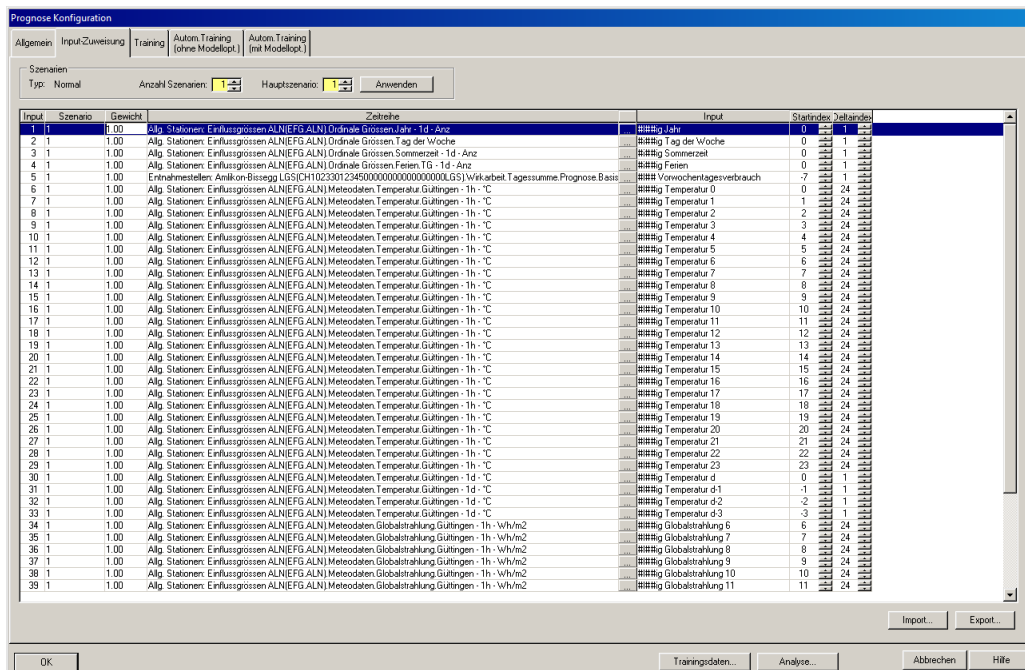 Prognose Konfiguration
Allgemein Input-Zuweisung Training Autom.Training (ohne Modellopt.) Autom.Training (mit Modellopt.)
Szenarien
Typ: Normal Anzahl Szenarien: 1 Hauptszenario: 1 Anwenden
Input Szenario Gewicht Zeitreihe Input Startindex Deltaindex
1 1 1.00 Allg. Stationen: Einflussgrössen ALN(EFG.ALN).Ordinale Grössen.Jahr - 1d - Anz ... #|###ig Jahr 0 1
2 1 1.00 Allg. Stationen: Einflussgrössen ALN(EFG.ALN).Ordinale Grössen.Tag der Woche ... #|###ig Tag der Woche 0 1
3 1 1.00 Allg. Stationen: Einflussgrössen ALN(EFG.ALN).Ordinale Grössen.Sommerzeit - 1d - Anz ... #|###ig Sommerzeit 0 1
4 1 1.00 Allg. Stationen: Einflussgrössen ALN(EFG.ALN).Ordinale Grössen.Ferien.TG - 1d - Anz ... #|###ig Ferien 0 1
5 1 1.00 Entnahmestellen: Amlikon-Bissegg LGS(CH1023301234500000000000000000LGS).Wirkarbeit.Tagessumme.Prognose.Basis ... #|### Vorwochentagesverbrauch -7 1
6 1 1.00 Allg. Stationen: Einflussgrössen ALN(EFG.ALN).Meteodaten.Temperatur.Güttingen - 1h - °C ... #|###ig Temperatur 0 0 24
7 1 1.00 Allg. Stationen: Einflussgrössen ALN(EFG.ALN).Meteodaten.Temperatur.Güttingen - 1h - °C ... #|###ig Temperatur 1 1 24
8 1 1.00 Allg. Stationen: Einflussgrössen ALN(EFG.ALN).Meteodaten.Temperatur.Güttingen - 1h - °C ... #|###ig Temperatur 2 2 24
9 1 1.00 Allg. Stationen: Einflussgrössen ALN(EFG.ALN).Meteodaten.Temperatur.Güttingen - 1h - °C ... #|###ig Temperatur 3 3 24
10 1 1.00 Allg. Stationen: Einflussgrössen ALN(EFG.ALN).Meteodaten.Temperatur.Güttingen - 1h - °C ... #|###ig Temperatur 4 4 24
11 1 1.00 Allg. Stationen: Einflussgrössen ALN(EFG.ALN).Meteodaten.Temperatur.Güttingen - 1h - °C ... #|###ig Temperatur 5 5 24
12 1 1.00 Allg. Stationen: Einflussgrössen ALN(EFG.ALN).Meteodaten.Temperatur.Güttingen - 1h - °C ... #|###ig Temperatur 6 6 24
13 1 1.00 Allg. Stationen: Einflussgrössen ALN(EFG.ALN).Meteodaten.Temperatur.Güttingen - 1h - °C ... #|###ig Temperatur 7 7 24
14 1 1.00 Allg. Stationen: Einflussgrössen ALN(EFG.ALN).Meteodaten.Temperatur.Güttingen - 1h - °C ... #|###ig Temperatur 8 8 24
15 1 1.00 Allg. Stationen: Einflussgrössen ALN(EFG.ALN).Meteodaten.Temperatur.Güttingen - 1h - °C ... #|###ig Temperatur 9 9 24
16 1 1.00 Allg. Stationen: Einflussgrössen ALN(EFG.ALN).Meteodaten.Temperatur.Güttingen - 1h - °C ... #|###ig Temperatur 10 10 24
17 1 1.00 Allg. Stationen: Einflussgrössen ALN(EFG.ALN).Meteodaten.Temperatur.Güttingen - 1h - °C ... #|###ig Temperatur 11 11 24
18 1 1.00 Allg. Stationen: Einflussgrössen ALN(EFG.ALN).Meteodaten.Temperatur.Güttingen - 1h - °C ... #|###ig Temperatur 12 12 24
19 1 1.00 Allg. Stationen: Einflussgrössen ALN(EFG.ALN).Meteodaten.Temperatur.Güttingen - 1h - °C ... #|###ig Temperatur 13 13 24
20 1 1.00 Allg. Stationen: Einflussgrössen ALN(EFG.ALN).Meteodaten.Temperatur.Güttingen - 1h - °C ... #|###ig Temperatur 14 14 24
21 1 1.00 Allg. Stationen: Einflussgrössen ALN(EFG.ALN).Meteodaten.Temperatur.Güttingen - 1h - °C ... #|###ig Temperatur 15 15 24
22 1 1.00 Allg. Stationen: Einflussgrössen ALN(EFG.ALN).Meteodaten.Temperatur.Güttingen - 1h - °C ... #|###ig Temperatur 16 16 24
23 1 1.00 Allg. Stationen: Einflussgrössen ALN(EFG.ALN).Meteodaten.Temperatur.Güttingen - 1h - °C ... #|###ig Temperatur 17 17 24
24 1 1.00 Allg. Stationen: Einflussgrössen ALN(EFG.ALN).Meteodaten.Temperatur.Güttingen - 1h - °C ... #|###ig Temperatur 18 18 24
25 1 1.00 Allg. Stationen: Einflussgrössen ALN(EFG.ALN).Meteodaten.Temperatur.Güttingen - 1h - °C ... #|###ig Temperatur 19 19 24
26 1 1.00 Allg. Stationen: Einflussgrössen ALN(EFG.ALN).Meteodaten.Temperatur.Güttingen - 1h - °C ... #|###ig Temperatur 20 20 24
27 1 1.00 Allg. Stationen: Einflussgrössen ALN(EFG.ALN).Meteodaten.Temperatur.Güttingen - 1h - °C ... #|###ig Temperatur 21 21 24
28 1 1.00 Allg. Stationen: Einflussgrössen ALN(EFG.ALN).Meteodaten.Temperatur.Güttingen - 1h - °C ... #|###ig Temperatur 22 22 24
29 1 1.00 Allg. Stationen: Einflussgrössen ALN(EFG.ALN).Meteodaten.Temperatur.Güttingen - 1h - °C ... #|###ig Temperatur 23 23 24
30 1 1.00 Allg. Stationen: Einflussgrössen ALN(EFG.ALN).Meteodaten.Temperatur.Güttingen - 1d - °C ... #|###ig Temperatur d 0 1
31 1 1.00 Allg. Stationen: Einflussgrössen ALN(EFG.ALN).Meteodaten.Temperatur.Güttingen - 1d - °C ... #|###ig Temperatur d-1 -1 1
32 1 1.00 Allg. Stationen: Einflussgrössen ALN(EFG.ALN).Meteodaten.Temperatur.Güttingen - 1d - °C ... #|###ig Temperatur d-2 -2 1
33 1 1.00 Allg. Stationen: Einflussgrössen ALN(EFG.ALN).Meteodaten.Temperatur.Güttingen - 1d - °C ... #|###ig Temperatur d-3 -3 1
34 1 1.00 Allg. Stationen: Einflussgrössen ALN(EFG.ALN).Meteodaten.Globalstrahlung.Güttingen - 1h - Wh/m2 ... #|###ig Globalstrahlung 6 6 24
35 1 1.00 Allg. Stationen: Einflussgrössen ALN(EFG.ALN).Meteodaten.Globalstrahlung.Güttingen - 1h - Wh/m2 ... #|###ig Globalstrahlung 7 7 24
36 1 1.00 Allg. Stationen: Einflussgrössen ALN(EFG.ALN).Meteodaten.Globalstrahlung.Güttingen - 1h - Wh/m2 ... #|###ig Globalstrahlung 8 8 24
37 1 1.00 Allg. Stationen: Einflussgrössen ALN(EFG.ALN).Meteodaten.Globalstrahlung.Güttingen - 1h - Wh/m2 ... #|###ig Globalstrahlung 9 9 24
38 1 1.00 Allg. Stationen: Einflussgrössen ALN(EFG.ALN).Meteodaten.Globalstrahlung.Güttingen - 1h - Wh/m2 ... #|###ig Globalstrahlung 10 10 24
39 1 1.00 Allg. Stationen: Einflussgrössen ALN(EFG.ALN).Meteodaten.Globalstrahlung.Güttingen - 1h - Wh/m2 ... #|###ig Globalstrahlung 11 11 24
Import... Export...
OK Trainingsdaten... Analyse... Abbrechen Hilfe